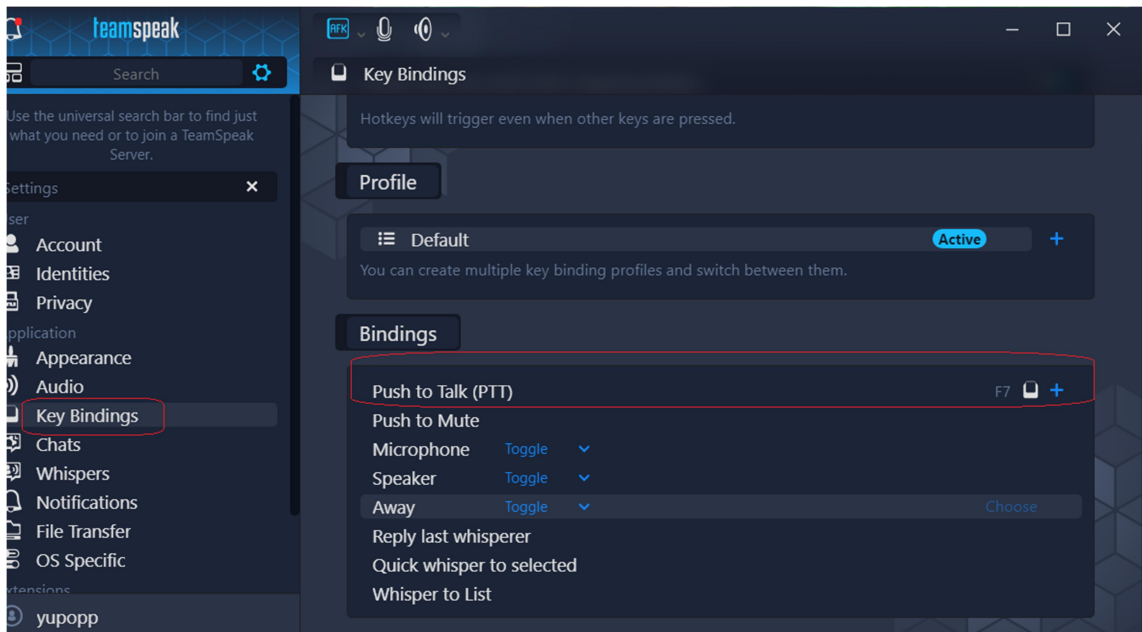 teamspeak
Search
Use the universal search bar to find just
what you need or to join a TeamSpeak
Server.
Settings
ser
Account
Identities
Privacy
pplication
Appearance
Audio
Key Bindings
Chats
Whispers
Notifications
File Transfer
OS Specific
xtensions
yupopp
AFK
Key Bindings
Hotkeys will trigger even when other keys are pressed.
Profile
Default Active +
You can create multiple key binding profiles and switch between them.
Bindings
Push to Talk (PTT) F7 +
Push to Mute
Microphone Toggle
Speaker Toggle
Away Toggle Choose
Reply last whisperer
Quick whisper to selected
Whisper to List